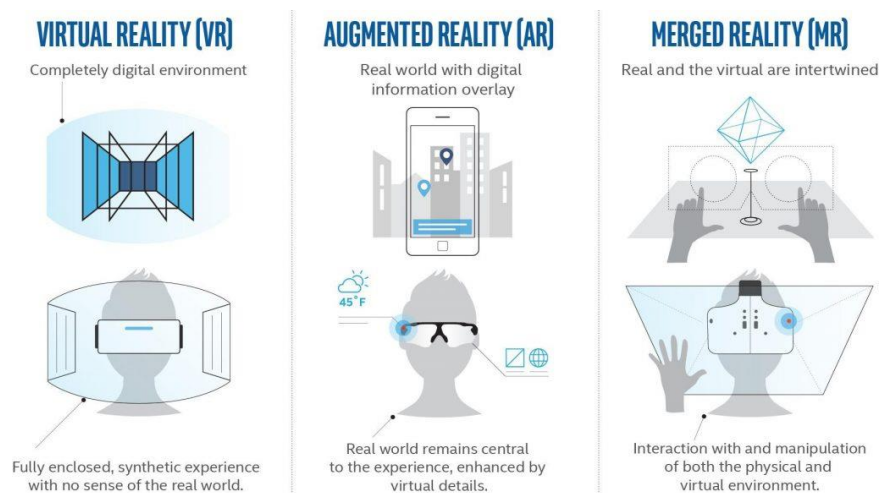 VIRTUAL REALITY (VR)
Completely digital environment
Fully enclosed, synthetic experience
with no sense of the real world.
AUGMENTED REALITY (AR)
Real world with digital
information overlay
45°F
Real world remains central
to the experience, enhanced by
virtual details.
MERGED REALITY (MR)
Real and the virtual are intertwined
Interaction with and manipulation
of both the physical and
virtual environment.